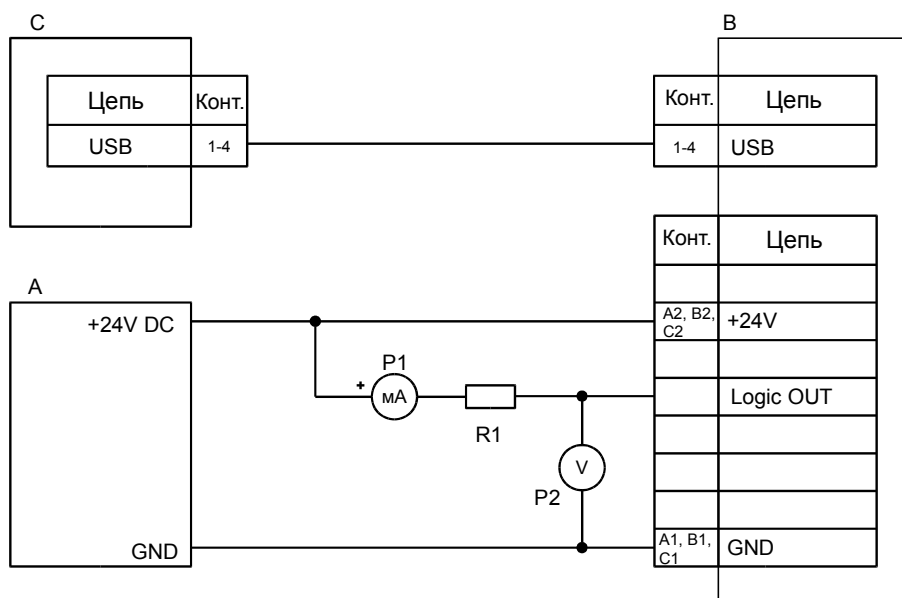 C
B
Цепь Конт.
USB 1-4
Конт. Цепь
1-4 USB
Конт. Цепь
A
+24V DC
A2, B2,
C2
+24V
P1
+
мА
R1
Logic OUT
V
P2
GND
A1, B1,
C1
GND